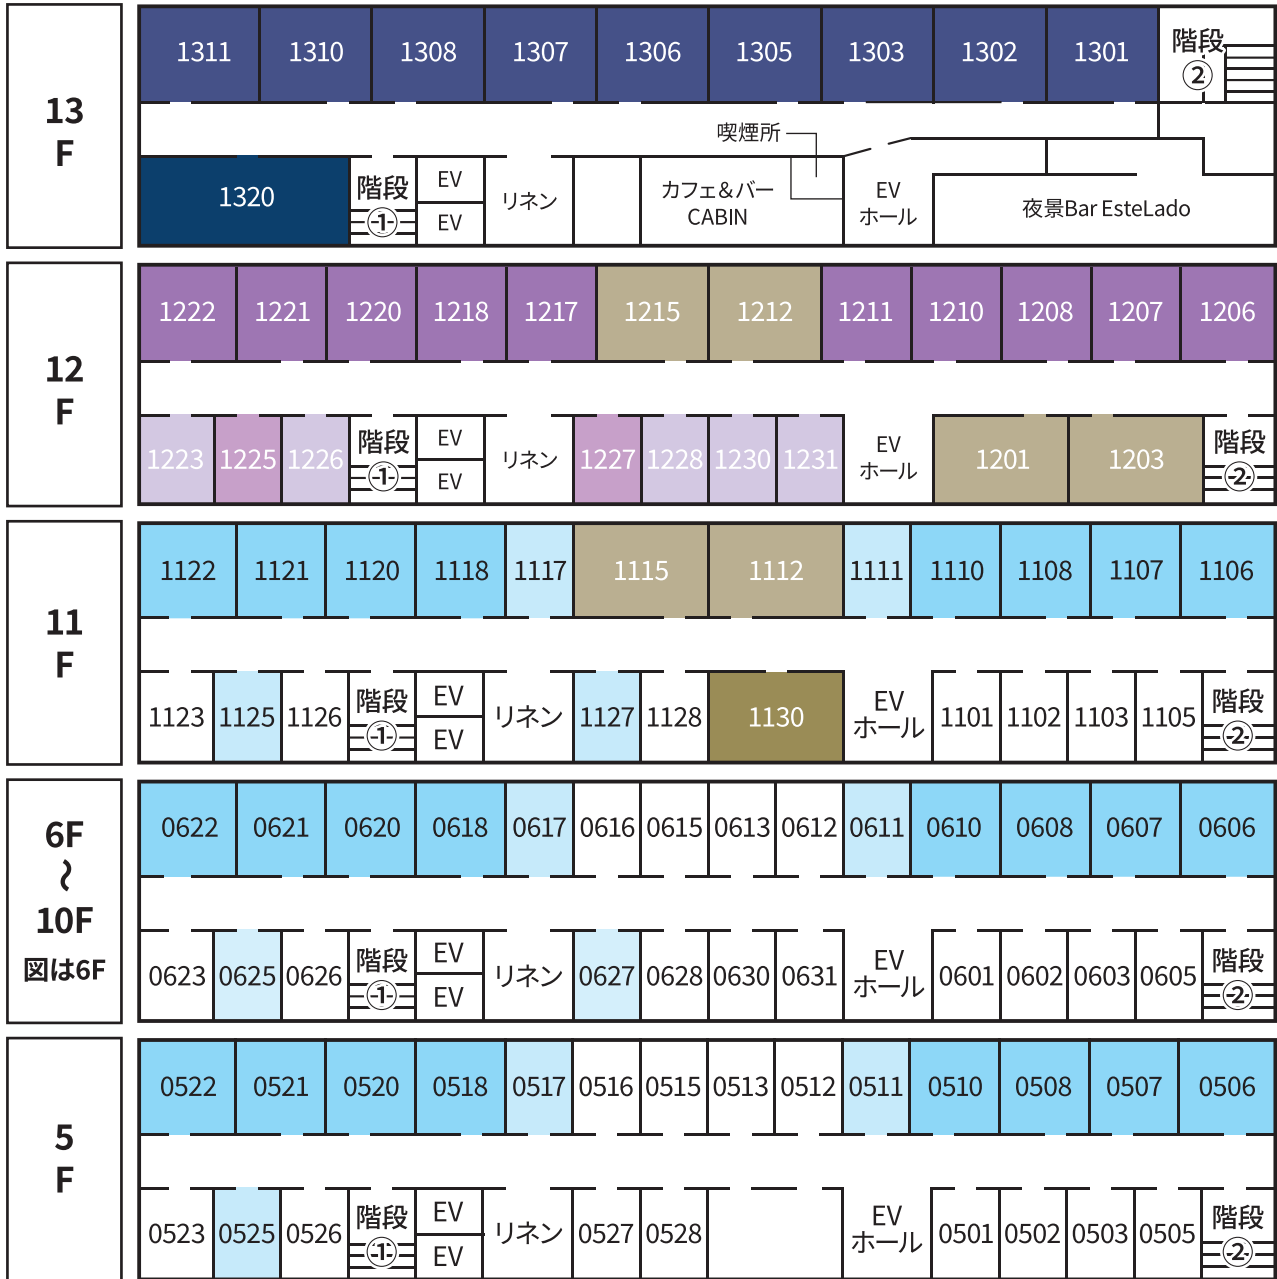 13
F
1311 1310 1308 1307 1306 1305 1303 1302 1301 階段
②
喫煙所
1320 階段 ① EV EV リネン カフェ&バー
CABIN
EV
ホール
夜景Bar EsteLado
12
F
1222 1221 1220 1218 1217 1215 1212 1211 1210 1208 1207 1206
1223 1225 1226 階段 ① EV EV リネン 1227 1228 1230 1231 EV
ホール
1201 1203 階段
②
11
F
1122 1121 1120 1118 1117 1115 1112 1111 1110 1108 1107 1106
1123 1125 1126 階段 ① EV EV リネン 1127 1128 1130 EV
ホール
1101 1102 1103 1105 階段
②
6F
~
10F
図は6F
0622 0621 0620 0618 0617 0616 0615 0613 0612 0611 0610 0608 0607 0606
0623 0625 0626 階段 ① EV EV リネン 0627 0628 0630 0631 EV
ホール
0601 0602 0603 0605 階段
②
5
F
0522 0521 0520 0518 0517 0516 0515 0513 0512 0511 0510 0508 0507 0506
0523 0525 0526 階段 ① EV EV リネン 0527 0528 EV
ホール
0501 0502 0503 0505 階段
②